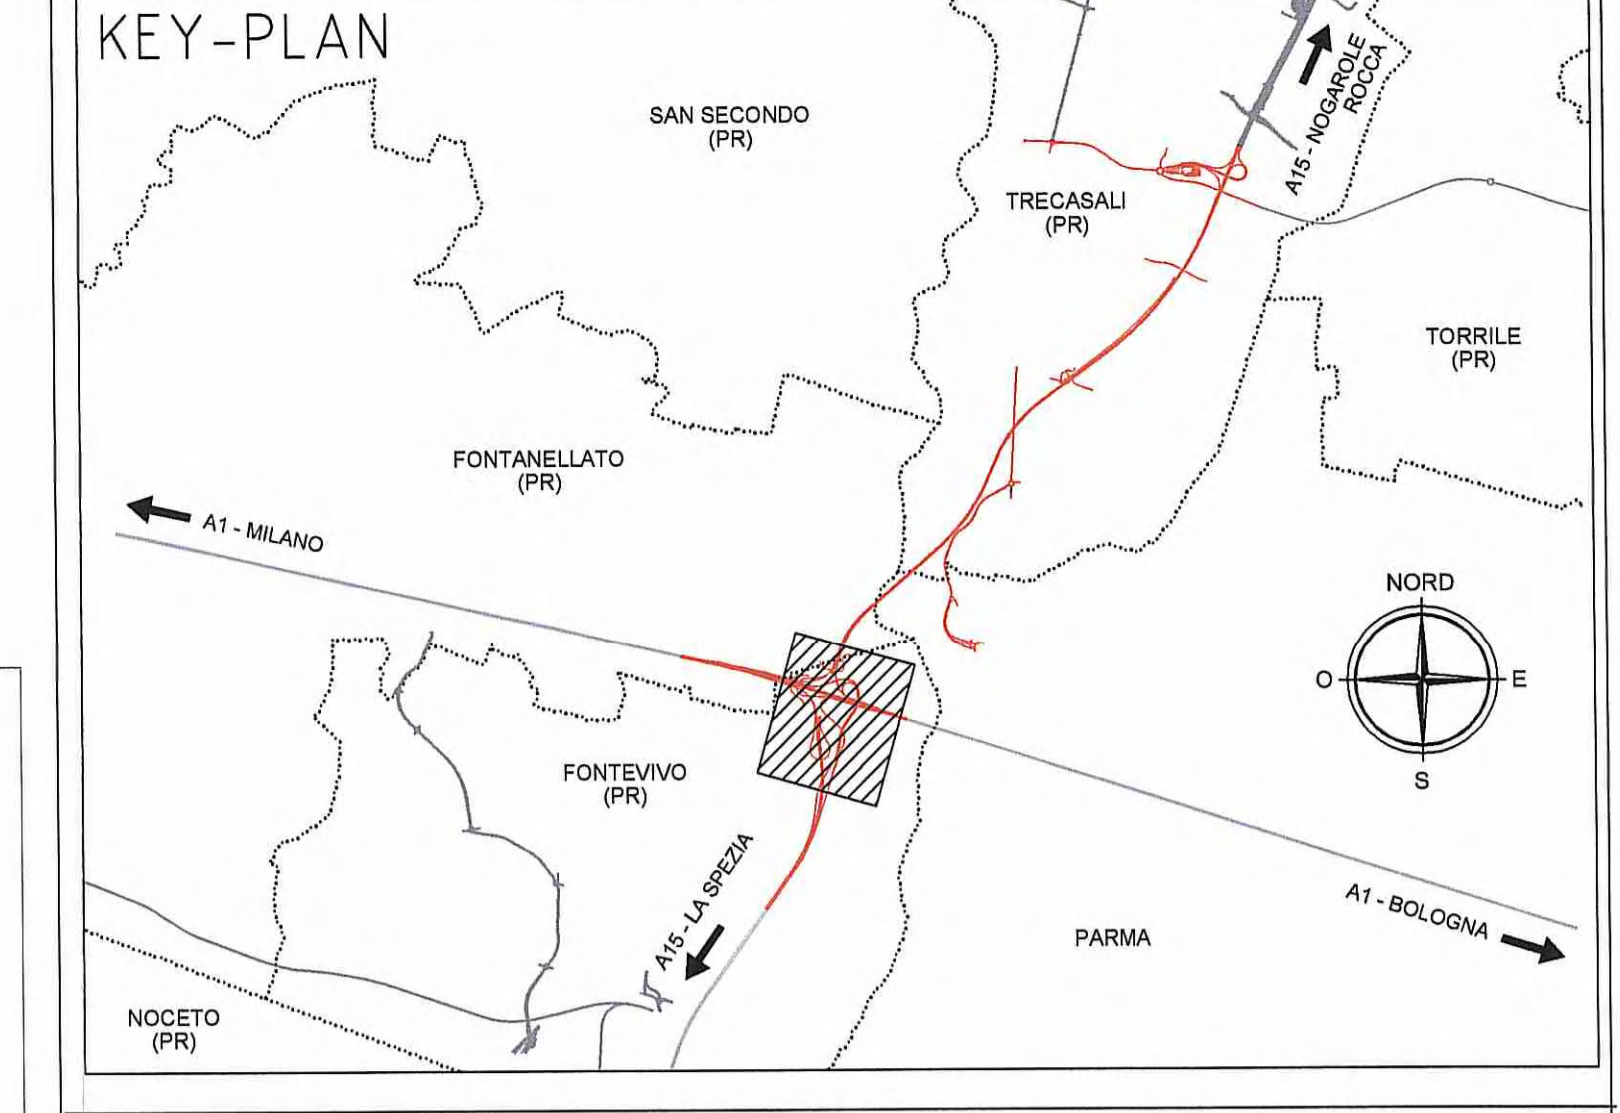 KEY-PLAN
SAN SECONDO
(PR)
A15 - NOGAROLE
ROCCA
TRECASALI
(PR)
TORRILE
(PR)
FONTANELLATO
(PR)
A1 - MILANO
NORD
O
E
S
FONTEVIVO
(PR)
A15 - LA SPEZIA
A1 - BOLOGNA
PARMA
NOCETO
(PR)